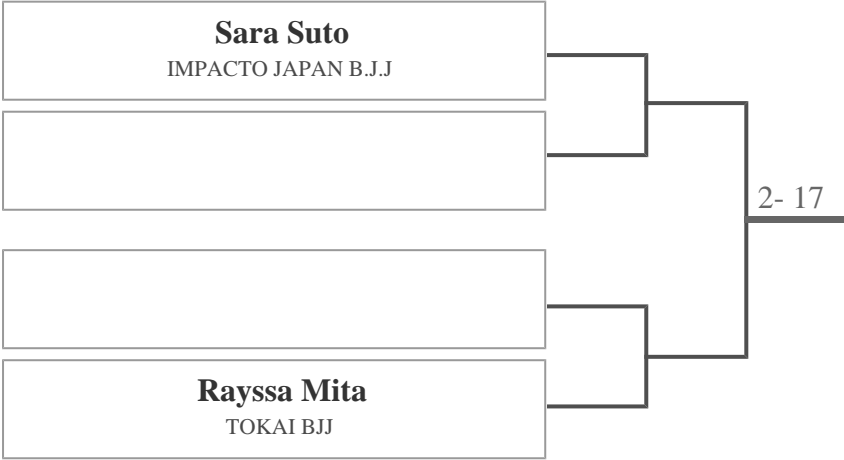 Sara Suto
IMPACTO JAPAN B.J.J
2- 17
Rayssa Mita
TOKAI BJJ